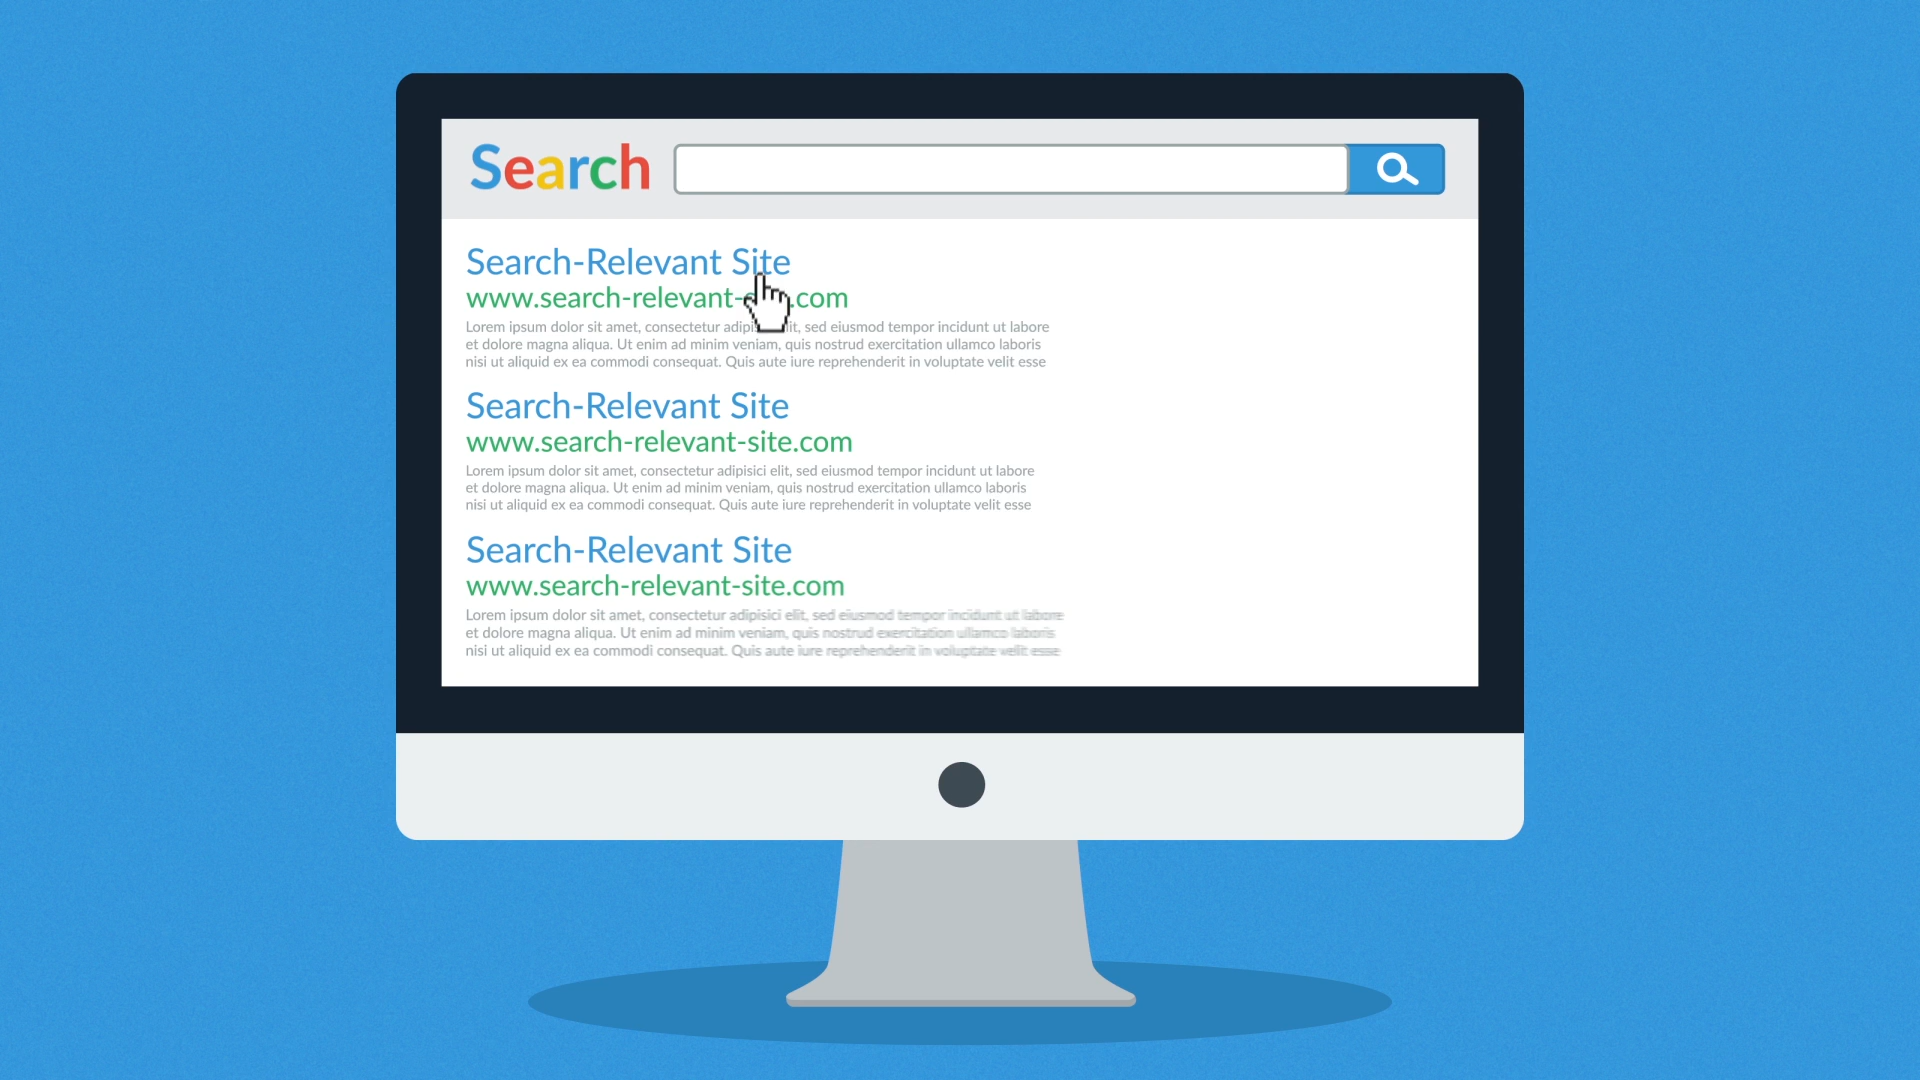 Search
Search-Relevant Site
www.search-relevant-s .com
Lorem ipsum dolor sit amet, consectetur adipi lit, sed eiusmod tempor incidunt ut labore
et dolore magna aliqua. Ut enim ad minim veniam, quis nostrud exercitation ullamco laboris
nisi ut aliquid ex ea commodi consequat. Quis aute iure reprehenderit in voluptate velit esse
Search-Relevant Site
www.search-relevant-site.com
Lorem ipsum dolor sit amet, consectetur adipisici elit, sed eiusmod tempor incidunt ut labore
et dolore magna aliqua. Ut enim ad minim veniam, quis nostrud exercitation ullamco laboris
nisi ut aliquid ex ea commodi consequat. Quis aute iure reprehenderit in voluptate velit esse
Search-Relevant Site
www.search-relevant-site.com
Lorem ipsum dolor sit amet, consectetur adipisici elit, sed eiusmod tempor incidunt ut labore
et dolore magna aliqua. Ut enim ad minim veniam, quis nostrud exercitation ullamco laboris
nisi ut aliquid ex ea commodi consequat. Quis aute iure reprehenderit in voluptate velit esse